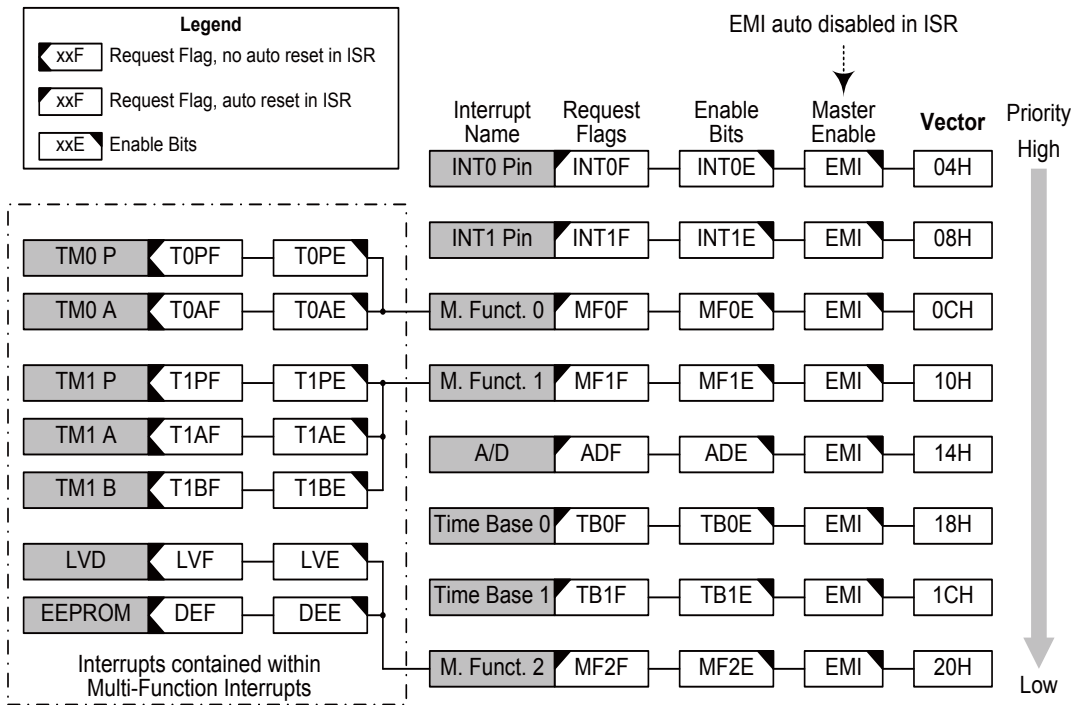 Legend
xxF Request Flag, no auto reset in ISR
xxF Request Flag, auto reset in ISR
xxE Enable Bits
EMI auto disabled in ISR
Interrupt Name Request Flags Enable Bits Master Enable Vector Priority
High
INT0 Pin INT0F INT0E EMI 04H
INT1 Pin INT1F INT1E EMI 08H
TM0 P T0PF T0PE
TM0 A T0AF T0AE M. Funct. 0 MF0F MF0E EMI 0CH
TM1 P T1PF T1PE M. Funct. 1 MF1F MF1E EMI 10H
TM1 A T1AF T1AE
A/D ADF ADE EMI 14H
TM1 B T1BF T1BE
Time Base 0 TB0F TB0E EMI 18H
LVD LVF LVE
Time Base 1 TB1F TB1E EMI 1CH
EEPROM DEF DEE
M. Funct. 2 MF2F MF2E EMI 20H
Interrupts contained within
Multi-Function Interrupts
Low